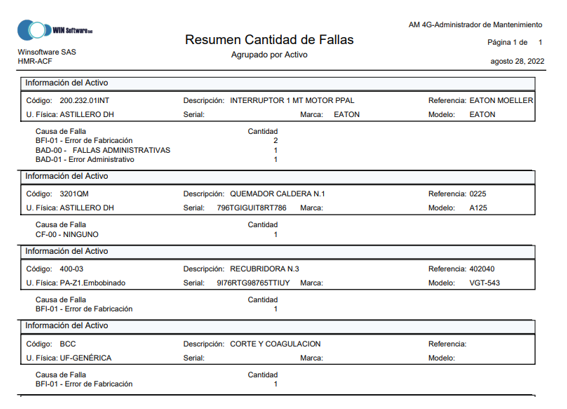 WIN Software SAS
AM 4G-Administrador de Mantenimiento
Resumen Cantidad de Fallas
Página 1 de 1
Winsoftware SAS
Agrupado por Activo
HMR-ACF
agosto 28, 2022
Información del Activo
Código: 200.232.01INT Descripción: INTERRUPTOR 1 MT MOTOR PPAL Referencia: EATON MOELLER
U. Física: ASTILLERO DH Serial: Marca: EATON Modelo: EATON
Causa de Falla Cantidad
BFI-01 - Error de Fabricación 2
BAD-00 - FALLAS ADMINISTRATIVAS 1
BAD-01 - Error Administrativo 1
Información del Activo
Código: 3201QM Descripción: QUEMADOR CALDERA N.1 Referencia: 0225
U. Física: ASTILLERO DH Serial: 796TGIGUIT8RT786 Marca: Modelo: A125
Causa de Falla Cantidad
CF-00 - NINGUNO 1
Información del Activo
Código: 400-03 Descripción: RECUBRIDORA N.3 Referencia: 402040
U. Física: PA-Z1.Embobinado Serial: 9I76RTG98765TTIUY Marca: Modelo: VGT-543
Causa de Falla Cantidad
BFI-01 - Error de Fabricación 1
Información del Activo
Código: BCC Descripción: CORTE Y COAGULACION Referencia:
U. Física: UF-GENÉRICA Serial: Marca: Modelo:
Causa de Falla Cantidad
BFI-01 - Error de Fabricación 1